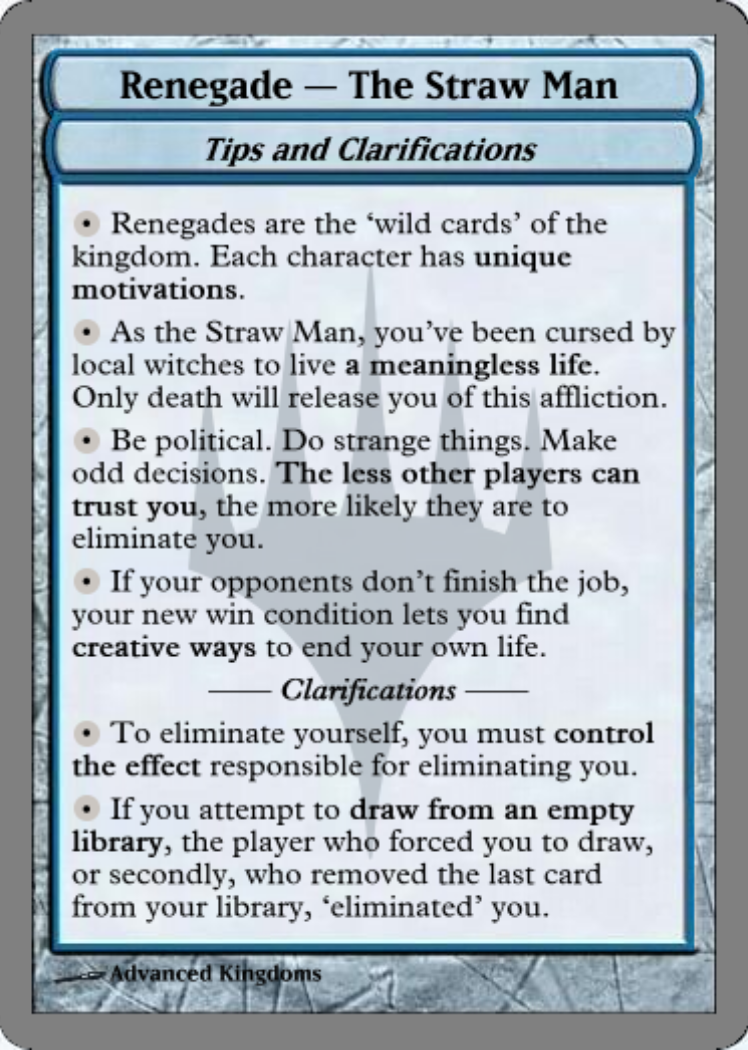 Renegade — The Straw Man
Tips and Clarifications
• Renegades are the ‘wild cards’ of the
kingdom. Each character has unique
motivations.
• As the Straw Man, you’ve been cursed by
local witches to live a meaningless life.
Only death will release you of this affliction.
• Be political. Do strange things. Make
odd decisions. The less other players can
trust you, the more likely they are to
eliminate you.
• If your opponents don’t finish the job,
your new win condition lets you find
creative ways to end your own life.
Clarifications
• To eliminate yourself, you must control
the effect responsible for eliminating you.
• If you attempt to draw from an empty
library, the player who forced you to draw,
or secondly, who removed the last card
from your library, ‘eliminated’ you.
Advanced Kingdoms